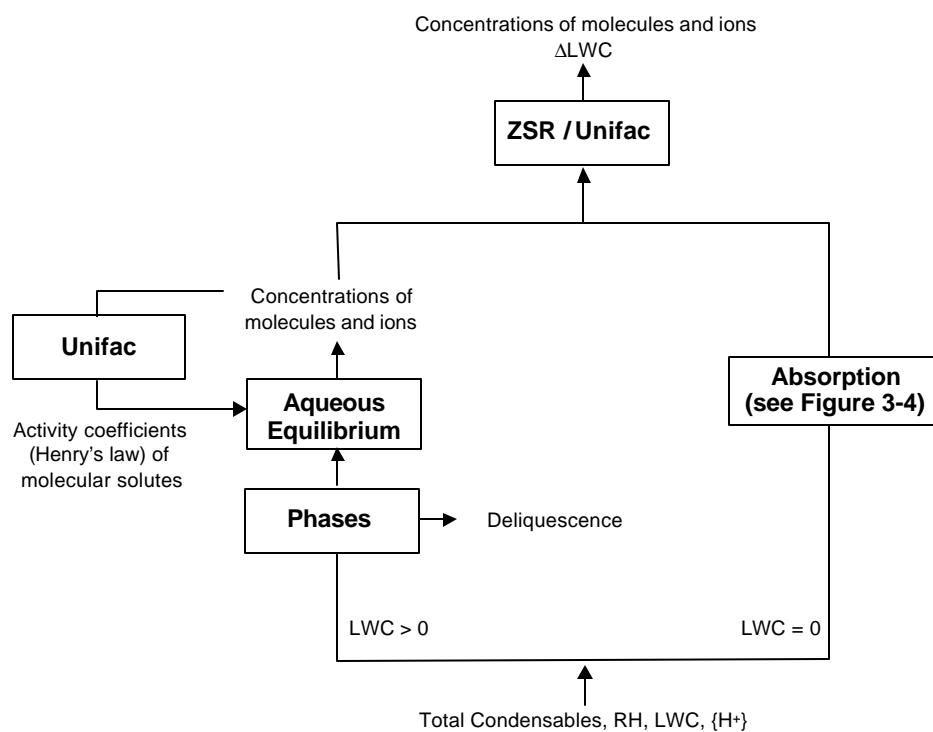 Concentrations of molecules and ions
ΔLWC
ZSR / Unifac
Concentrations of
molecules and ions
Unifac
Absorption
(see Figure 3-4)
Aqueous
Equilibrium
Activity coefficients
(Henry's law) of
molecular solutes
Phases
Deliquescence
LWC > 0
LWC = 0
Total Condensables, RH, LWC, {H+}